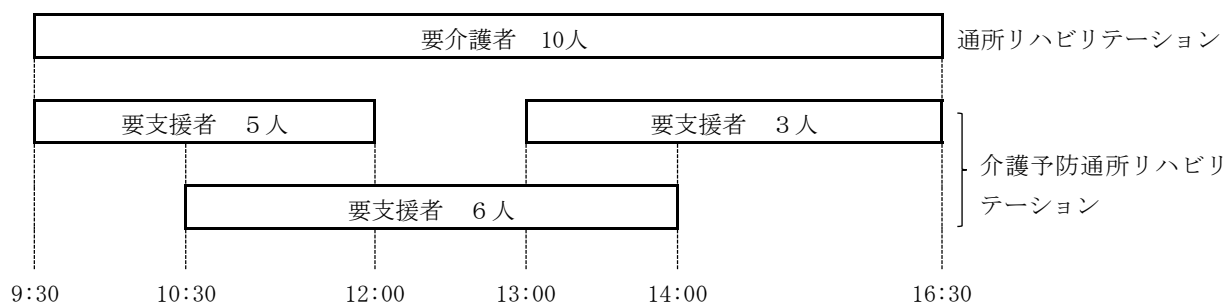 要介護者 10人
通所リハビリテーション
要支援者 ５人
要支援者 ３人
要支援者 ６人
介護予防通所リハビリ
テーション
9:30 10:30 12:00 13:00 14:00 16:30